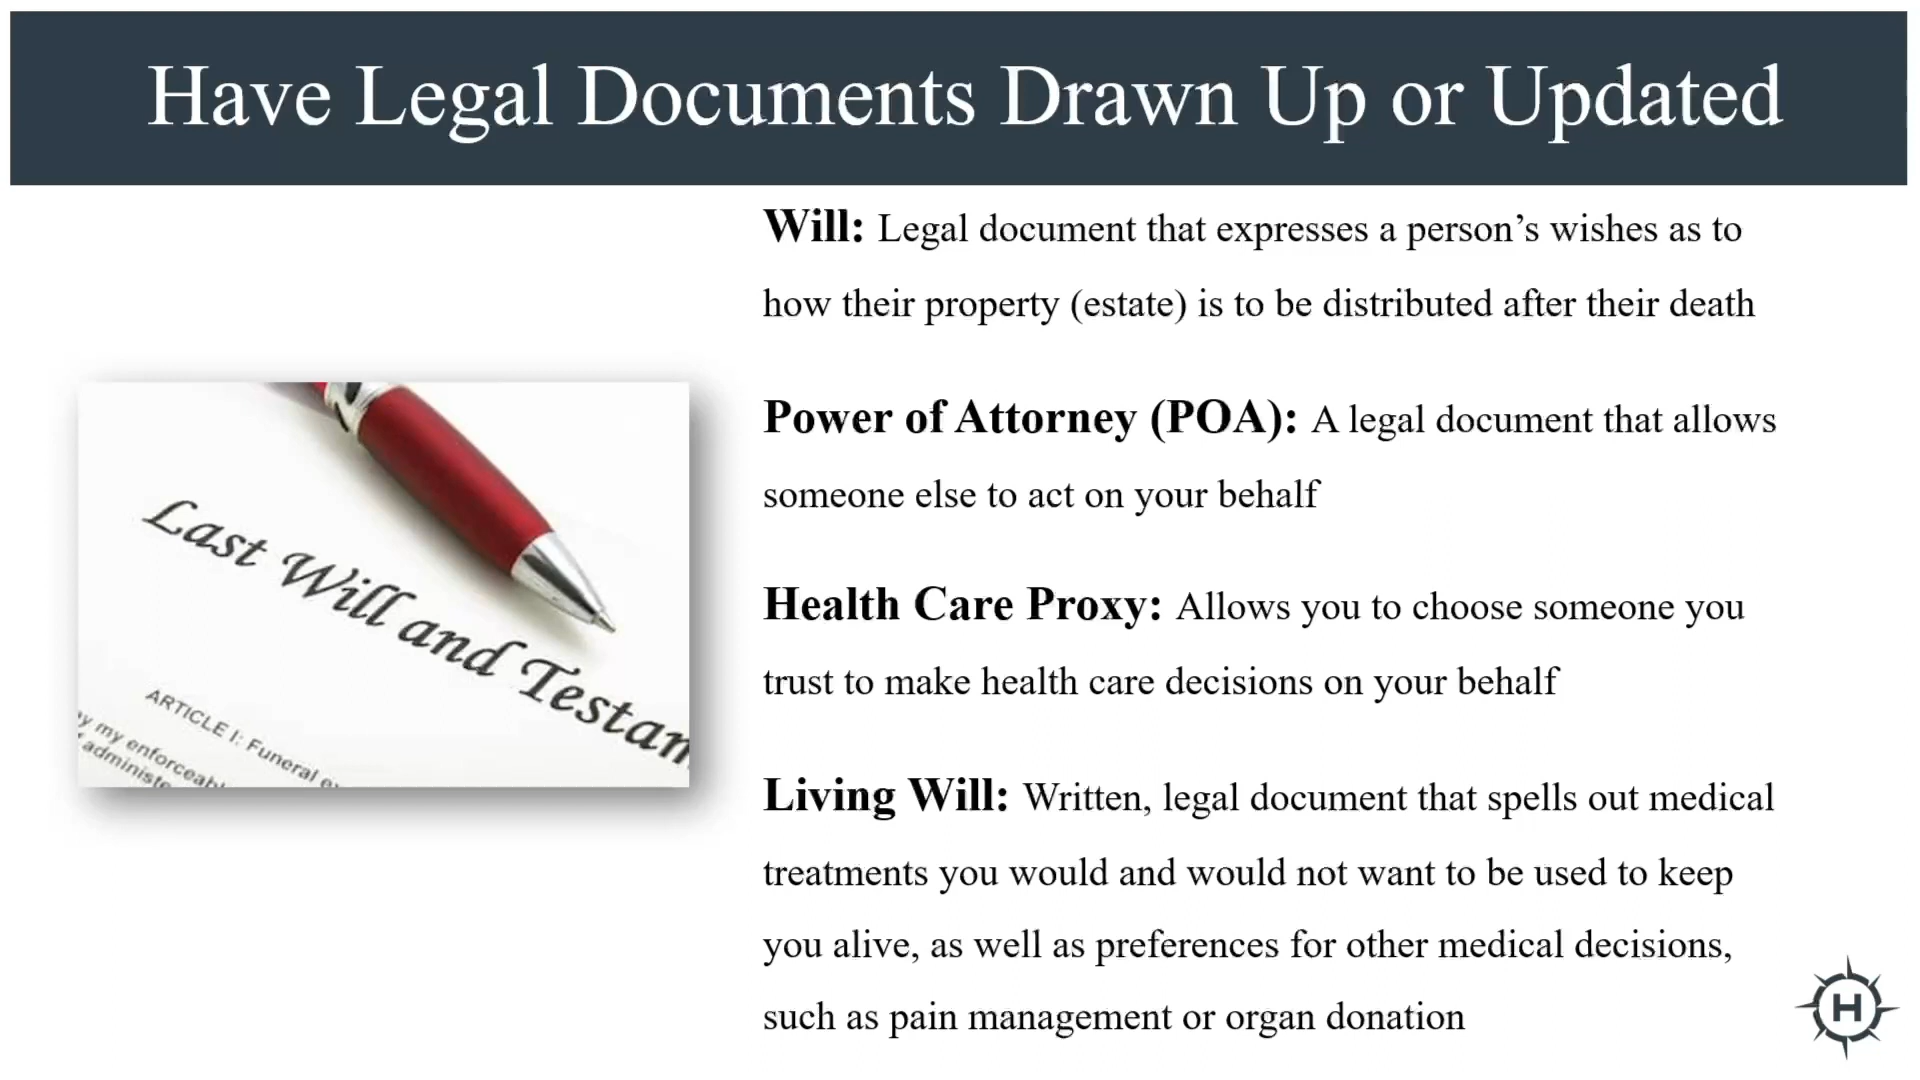 Have Legal Documents Drawn Up or Updated
Will: Legal document that expresses a person’s wishes as to
how their property (estate) is to be distributed after their death
Power of Attorney (POA): A legal document that allows
someone else to act on your behalf
Health Care Proxy: Allows you to choose someone you
trust to make health care decisions on your behalf
Living Will: Written, legal document that spells out medical
treatments you would and would not want to be used to keep
you alive, as well as preferences for other medical decisions,
such as pain management or organ donation
Last Will and Testam
ARTICLE I: Funeral
my enforceabl
administe
H